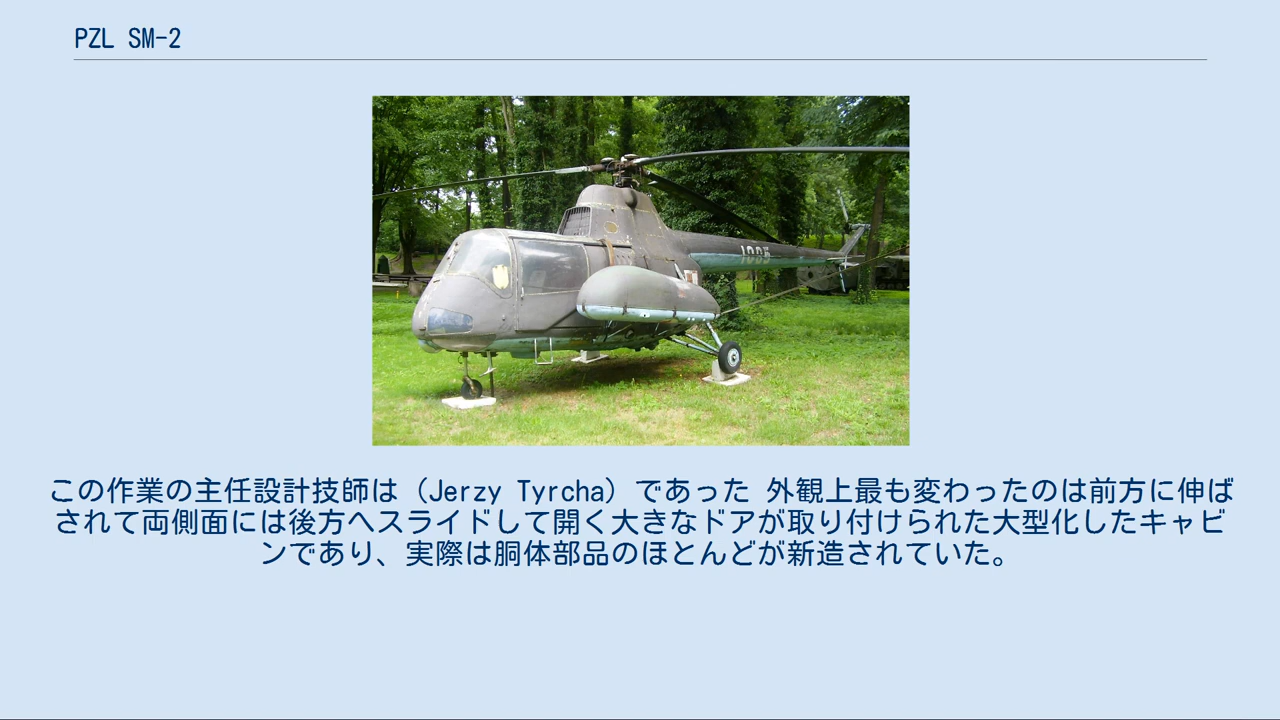 PZL SM-2
1005
この作業の主任設計技師は（Jerzy Tyrcha）であった 外観上最も変わったのは前方に伸ば
されて両側面には後方へスライドして開く大きなドアが取り付けられた大型化したキャビ
ンであり、実際は胴体部品のほとんどが新造されていた。